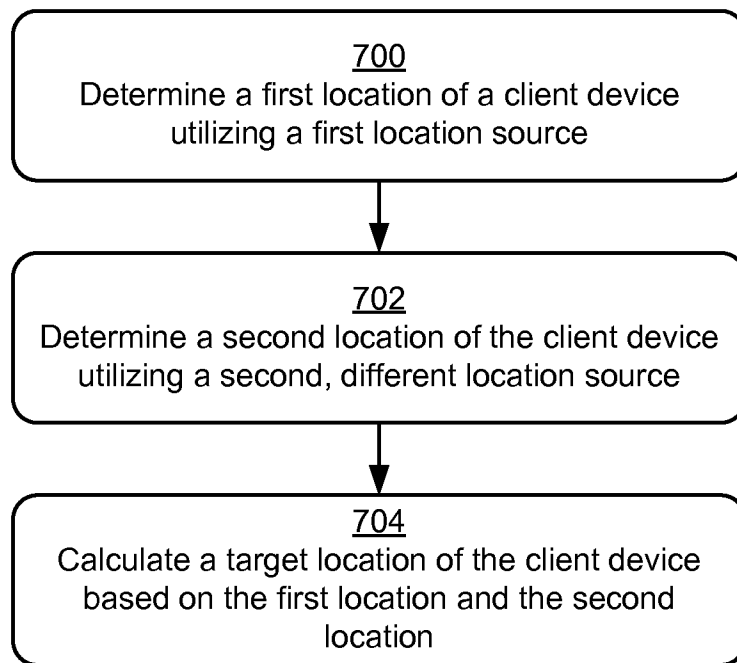 700
Determine a first location of a client device
utilizing a first location source
702
Determine a second location of the client device
utilizing a second, different location source
704
Calculate a target location of the client device
based on the first location and the second
location